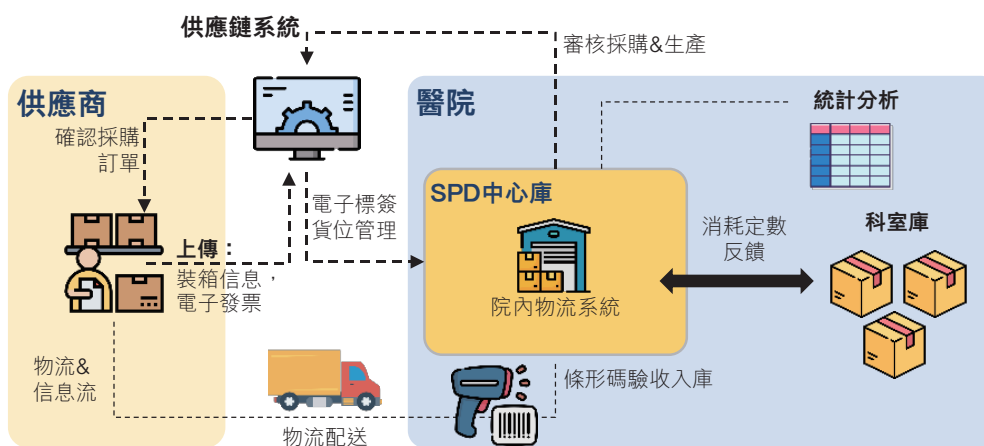 供應鏈系統
審核採購&生產
供應商
確認採購
訂單
上傳：
裝箱信息，
電子發票
電子標簽
貨位管理
物流&
信息流
物流配送
醫院
統計分析
SPD中心庫
院內物流系統
消耗定數
反饋
科室庫
條形碼驗收入庫